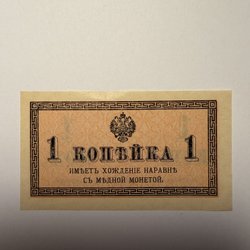 1 КОПѢЙКА 1
ИМѢЕТЪ ХОЖДЕНІЕ НАРАВНѢ
СЪ МѢДНОЙ МОНЕТОЙ.